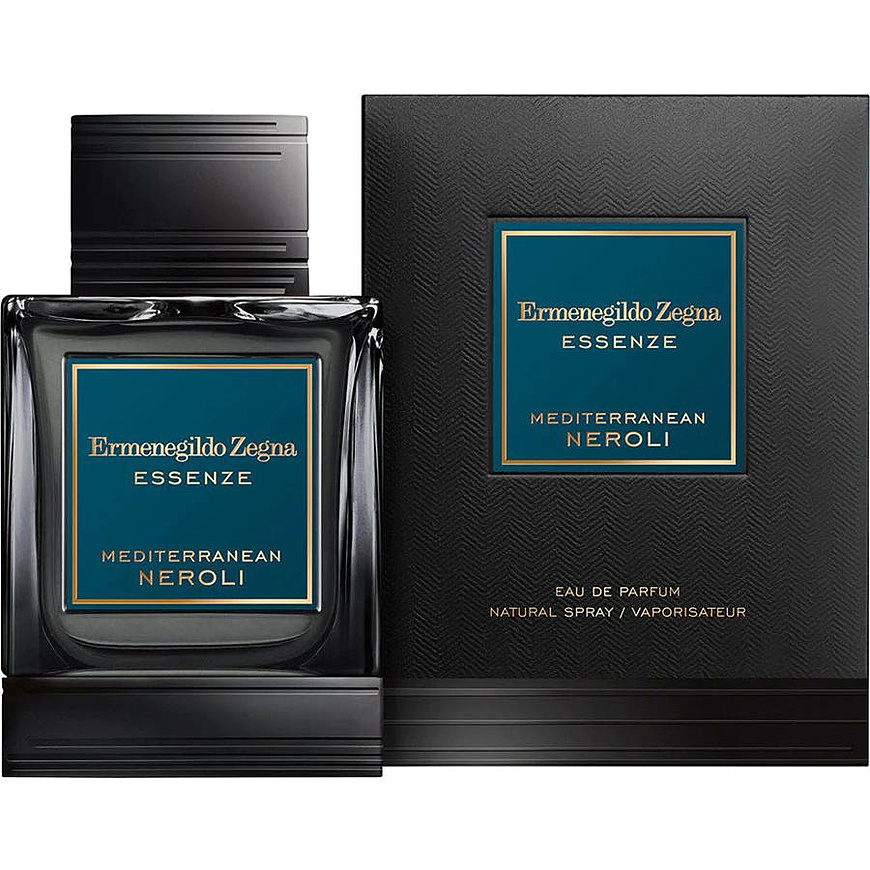 Ermenegildo Zegna
ESSENZE
MEDITERRANEAN
NEROLI
Ermenegildo Zegna
ESSENZE
MEDITERRANEAN
NEROLI
EAU DE PARFUM
NATURAL SPRAY / VAPORISATEUR